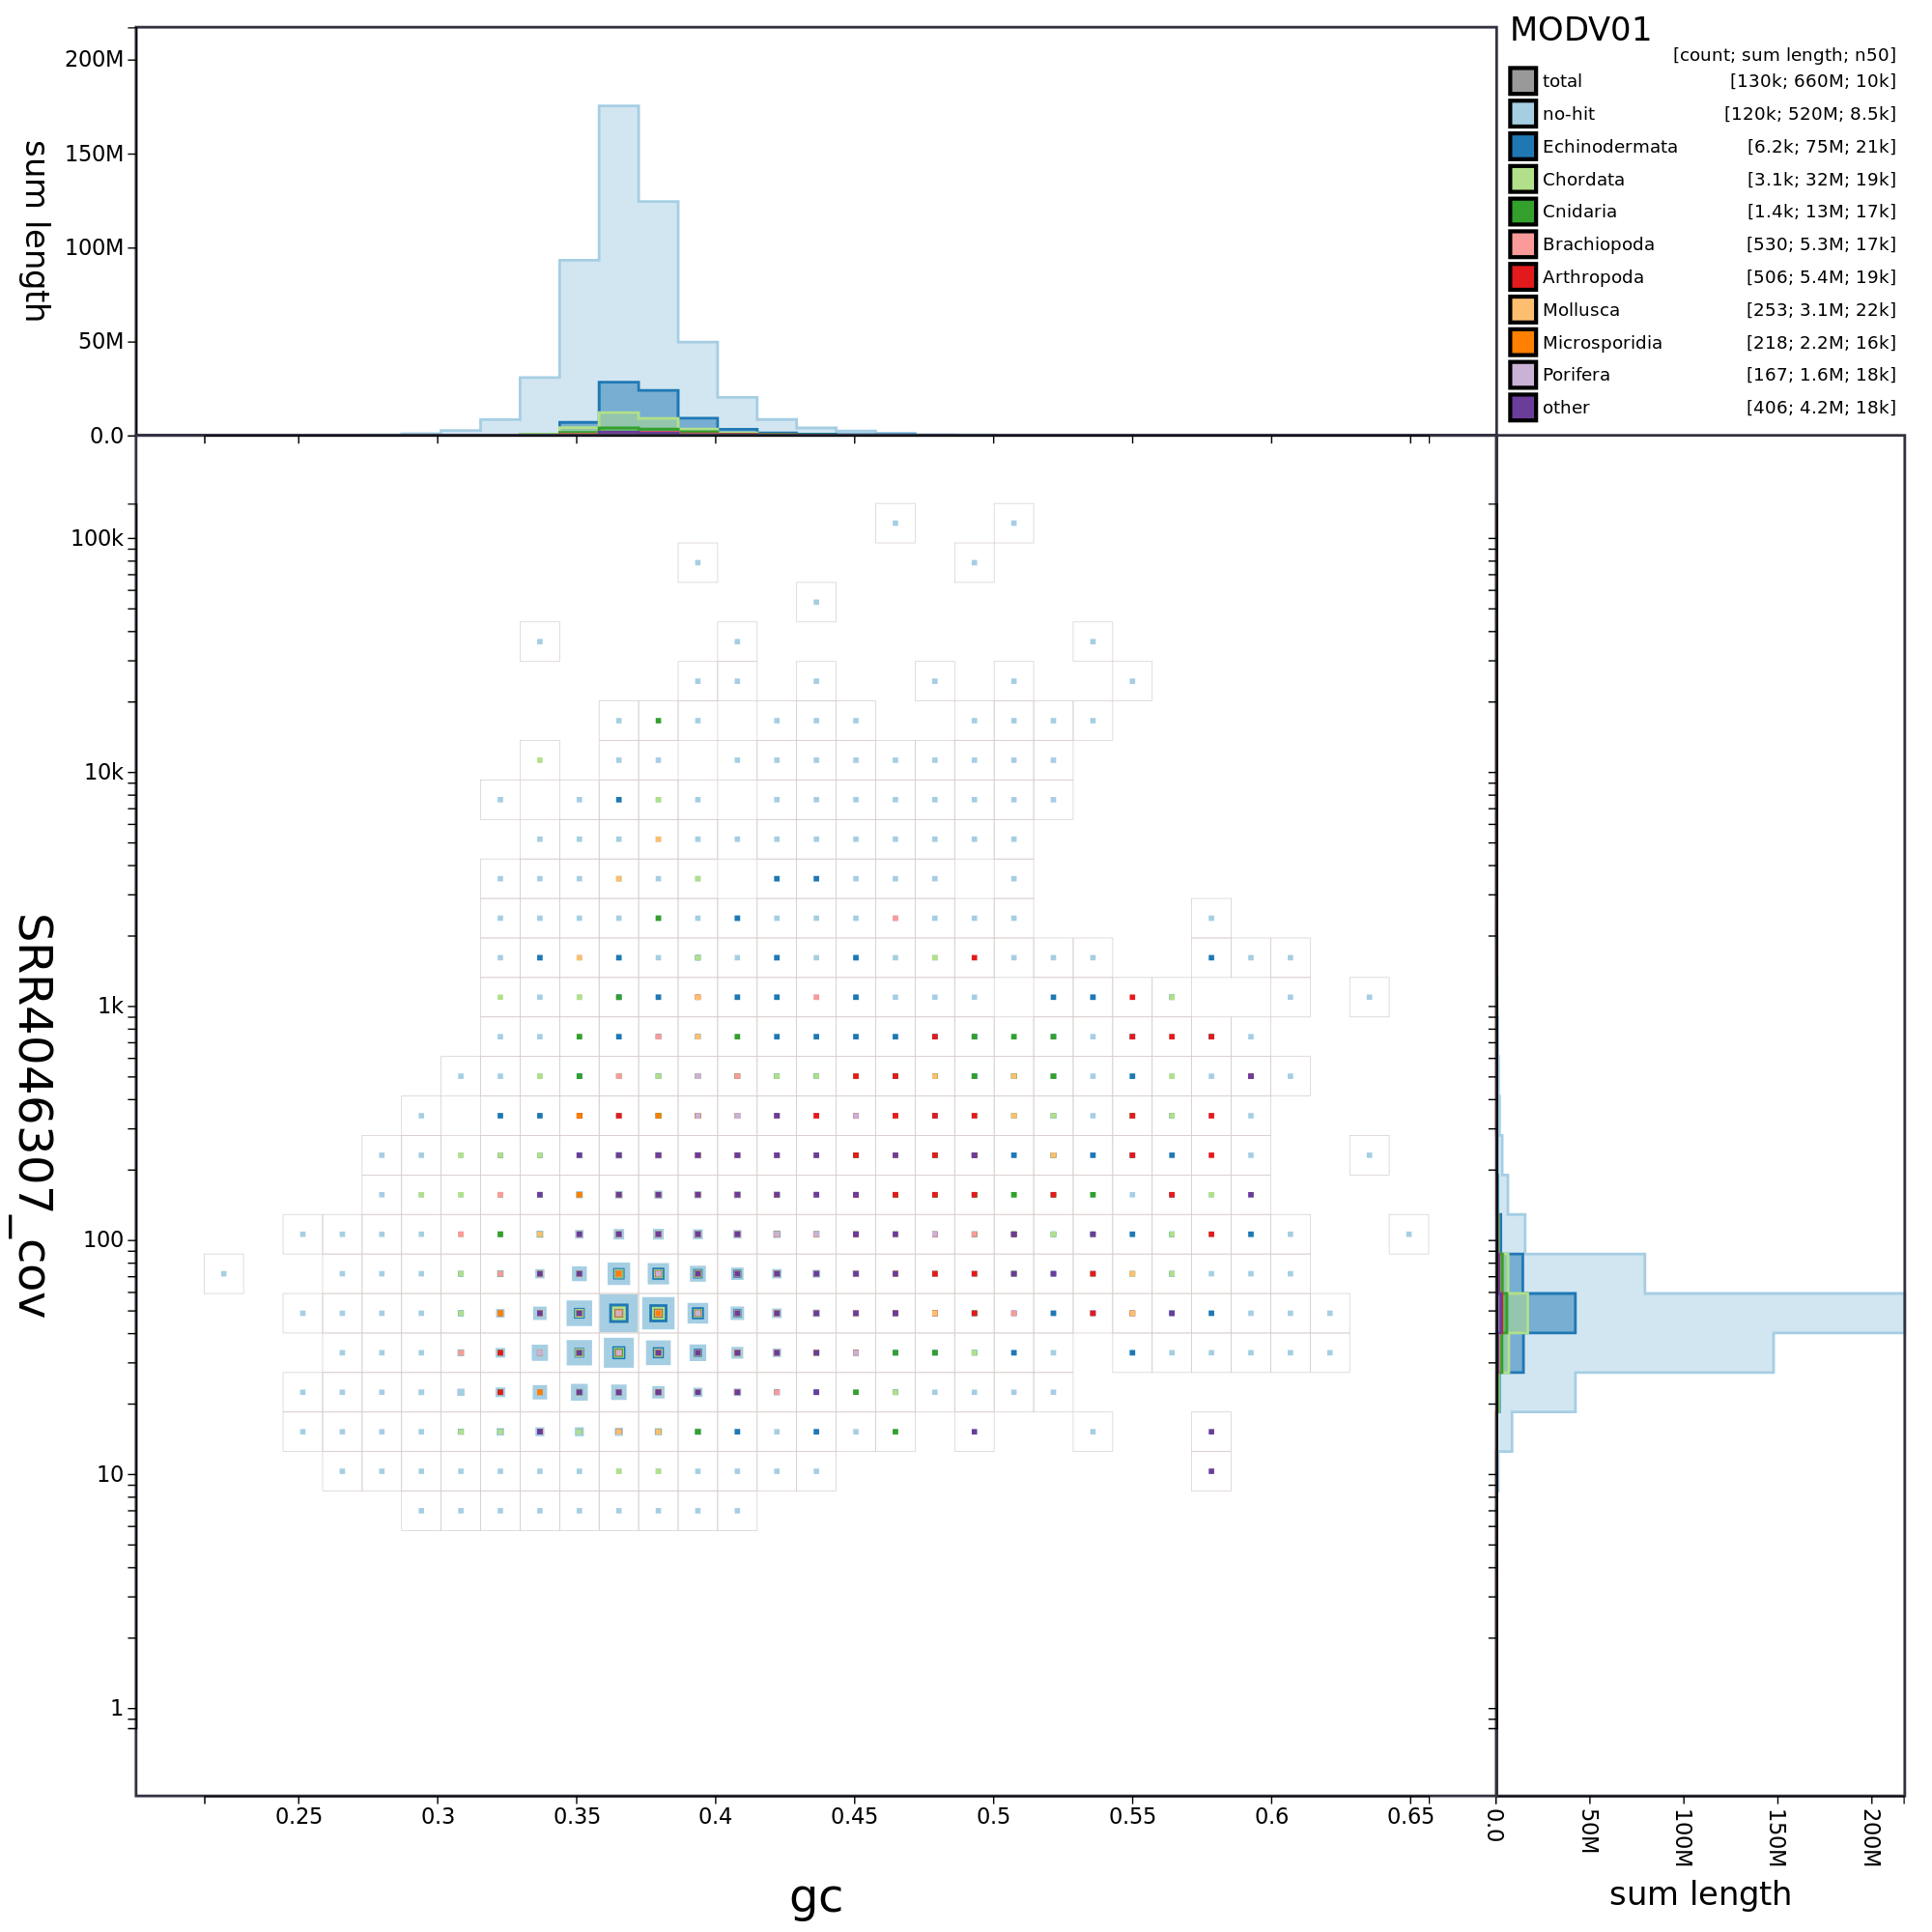 MODV01
[count; sum length; n50]
total [130k; 660M; 10k]
no-hit [120k; 520M; 8.5k]
Echinodermata [6.2k; 75M; 21k]
Chordata [3.1k; 32M; 19k]
Cnidaria [1.4k; 13M; 17k]
Brachiopoda [530; 5.3M; 17k]
Arthropoda [506; 5.4M; 19k]
Mollusca [253; 3.1M; 22k]
Microsporidia [218; 2.2M; 16k]
Porifera [167; 1.6M; 18k]
other [406; 4.2M; 18k]
sum length
200M
150M
100M
50M
0.0
SRR4046307_cov
100k
10k
1k
100
10
1
0.25 0.3 0.35 0.4 0.45 0.5 0.55 0.6 0.65
gc
0.0 50M 100M 150M 200M
sum length